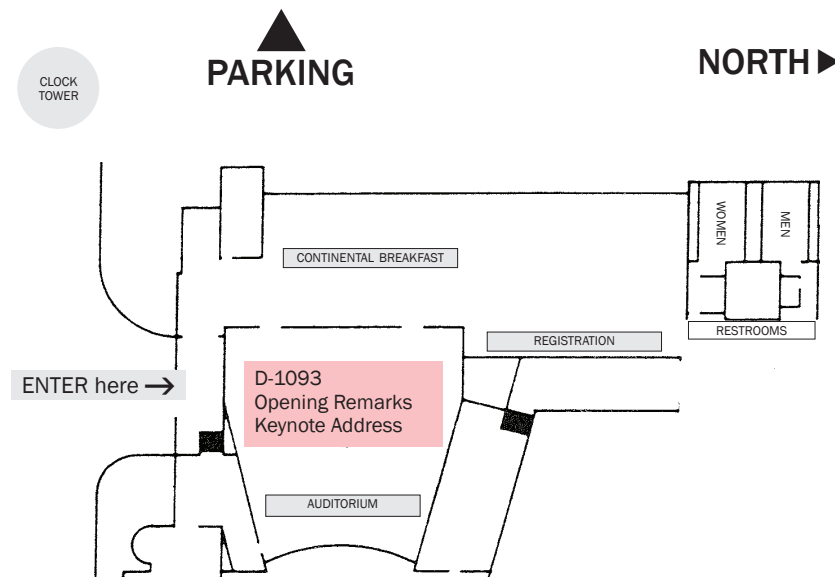 PARKING
NORTH
CLOCK
TOWER
WOMEN
MEN
CONTINENTAL BREAKFAST
RESTROOMS
REGISTRATION
ENTER here →
D-1093
Opening Remarks
Keynote Address
AUDITORIUM